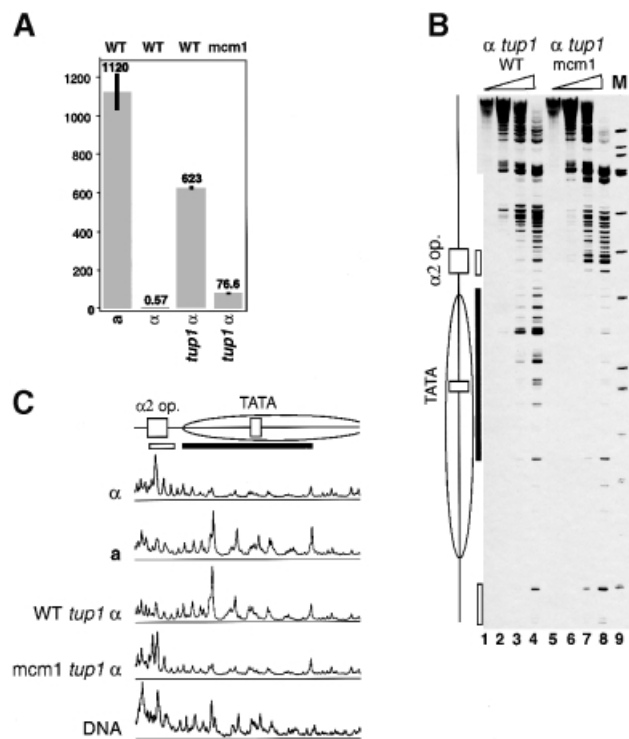 A
WT WT WT mcm1
1120
1200
1000
800
623
600
400
200
76.6
0.57
0
a α tup1 α tup1 α
B
α tup1 WT
α tup1 mcm1
M
α2 op.
TATA
1 2 3 4 5 6 7 8 9
C
α2 op.
TATA
α
a
WT tup1 α
mcm1 tup1 α
DNA